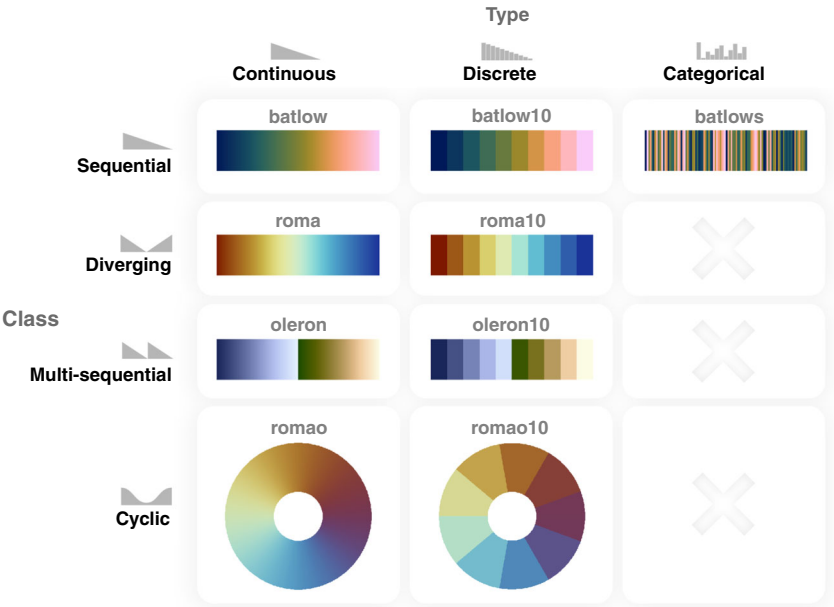 Type
Continuous
Discrete
Categorical
batlow
batlow10
batlows
Sequential
roma
roma10
Diverging
Class
oleron
oleron10
Multi-sequential
romao
romao10
Cyclic